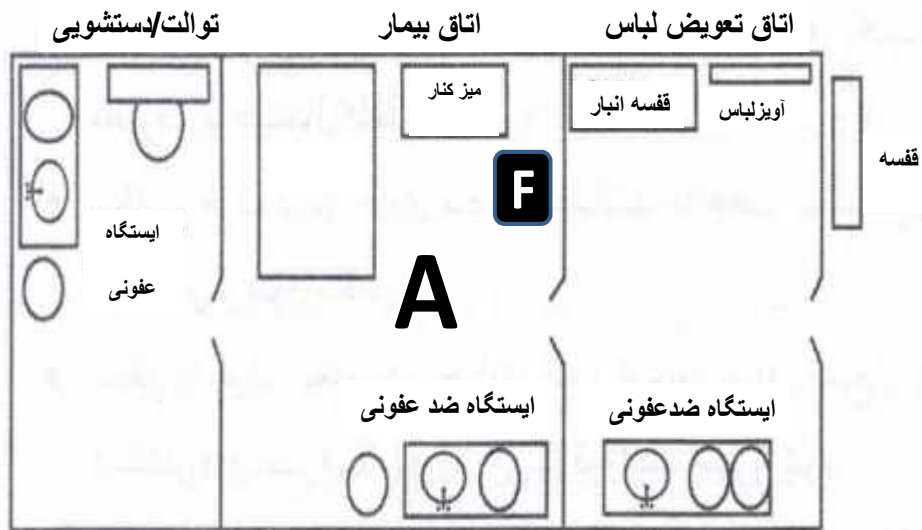 اتاق تعویض لباس
اتاق بیمار
توالت/دستشویی
قفسه
آویزلباس
قفسه انبار
میز کنار
F
ایستگاه
عفونی
A
ایستگاه ضدعفونی
ایستگاه ضد عفونی